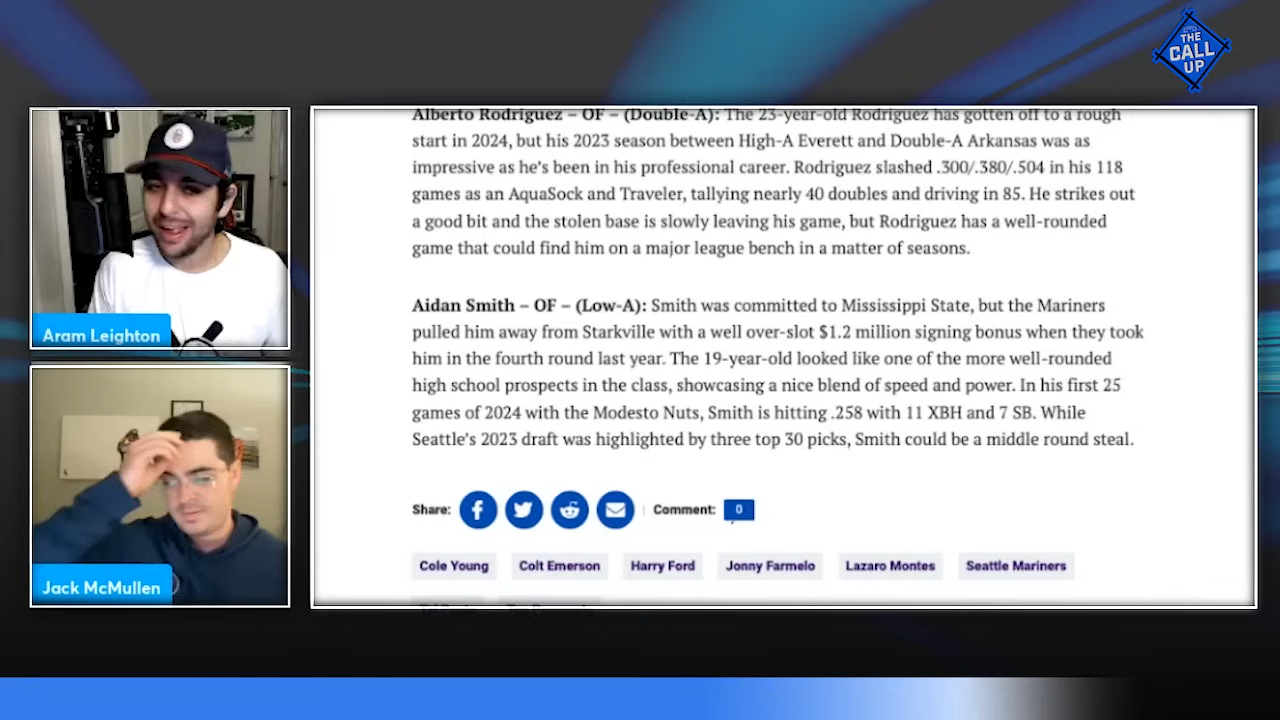 THE
CALL
UP
Aram Leighton
Jack McMullen
Alberto Rodriguez – OF – (Double-A): The 23-year-old Rodriguez has gotten off to a rough
start in 2024, but his 2023 season between High-A Everett and Double-A Arkansas was as
impressive as he's been in his professional career. Rodriguez slashed .300/.380/.504 in his 118
games as an AquaSock and Traveler, tallying nearly 40 doubles and driving in 85. He strikes out
a good bit and the stolen base is slowly leaving his game, but Rodriguez has a well-rounded
game that could find him on a major league bench in a matter of seasons.
Aidan Smith – OF – (Low-A): Smith was committed to Mississippi State, but the Mariners
pulled him away from Starkville with a well over-slot $1.2 million signing bonus when they took
him in the fourth round last year. The 19-year-old looked like one of the more well-rounded
high school prospects in the class, showcasing a nice blend of speed and power. In his first 25
games of 2024 with the Modesto Nuts, Smith is hitting .258 with 11 XBH and 7 SB. While
Seattle's 2023 draft was highlighted by three top 30 picks, Smith could be a middle round steal.
Share: Comment: 0
Cole Young Colt Emerson Harry Ford Jonny Farmelo Lazaro Montes Seattle Mariners